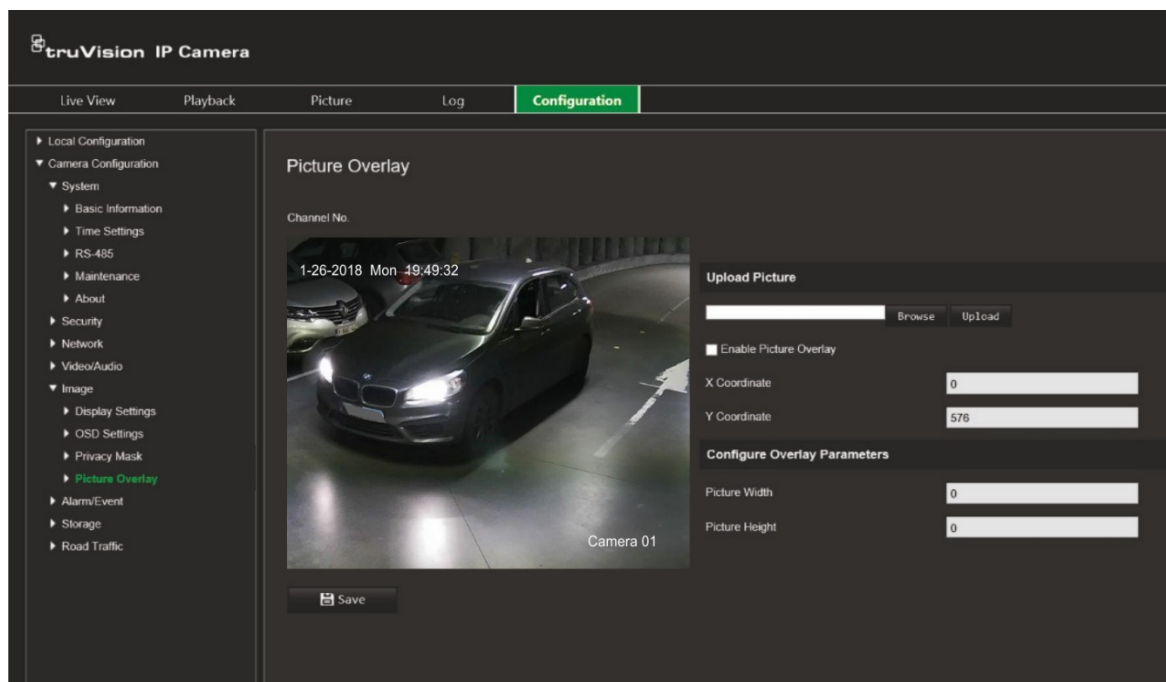 truVision IP Camera
Live View Playback Picture Log Configuration
Local Configuration
Camera Configuration
System
Basic Information
Time Settings
RS-485
Maintenance
About
Security
Network
Video/Audio
Image
Display Settings
OSD Settings
Privacy Mask
Picture Overlay
Alarm/Event
Storage
Road Traffic
Picture Overlay
Channel No.
1-26-2018 Mon 19:49:32
Camera 01
Save
Upload Picture
Browse Upload
Enable Picture Overlay
X Coordinate 0
Y Coordinate 576
Configure Overlay Parameters
Picture Width 0
Picture Height 0